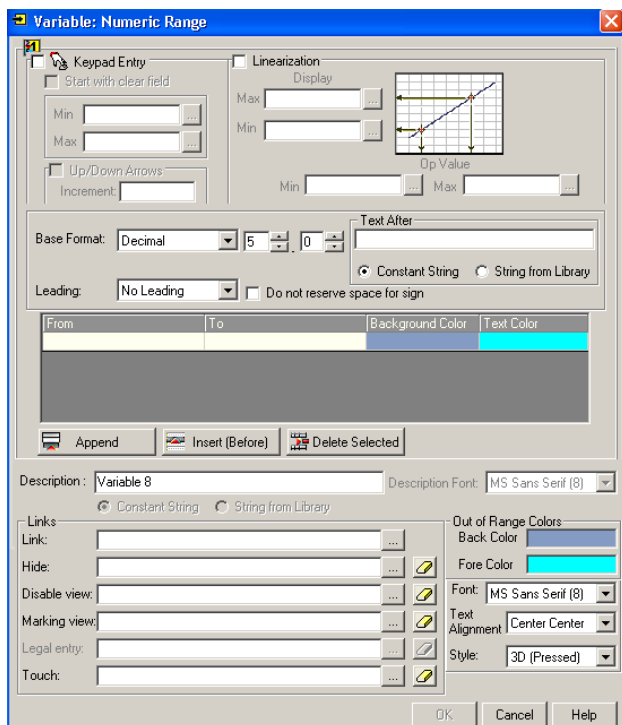 Variable: Numeric Range
Keypad Entry
Start with clear field
Min ...
Max ...
Up/Down Arrows
Increment:
Linearization
Display
Max ...
Min ...
Op Value
Min ... Max ...
Base Format: Decimal 5 . 0
Text After
Constant String String from Library
Leading: No Leading Do not reserve space for sign
From To Background Color Text Color
Append Insert (Before) Delete Selected
Description : Variable 8 Description Font: MS Sans Serif (8)
Constant String String from Library
Links
Link: ...
Hide: ...
Disable view: ...
Marking view: ...
Legal entry: ...
Touch: ...
Out of Range Colors
Back Color
Fore Color
Font: MS Sans Serif (8)
Text
Alignment Center Center
Style: 3D (Pressed)
OK Cancel Help